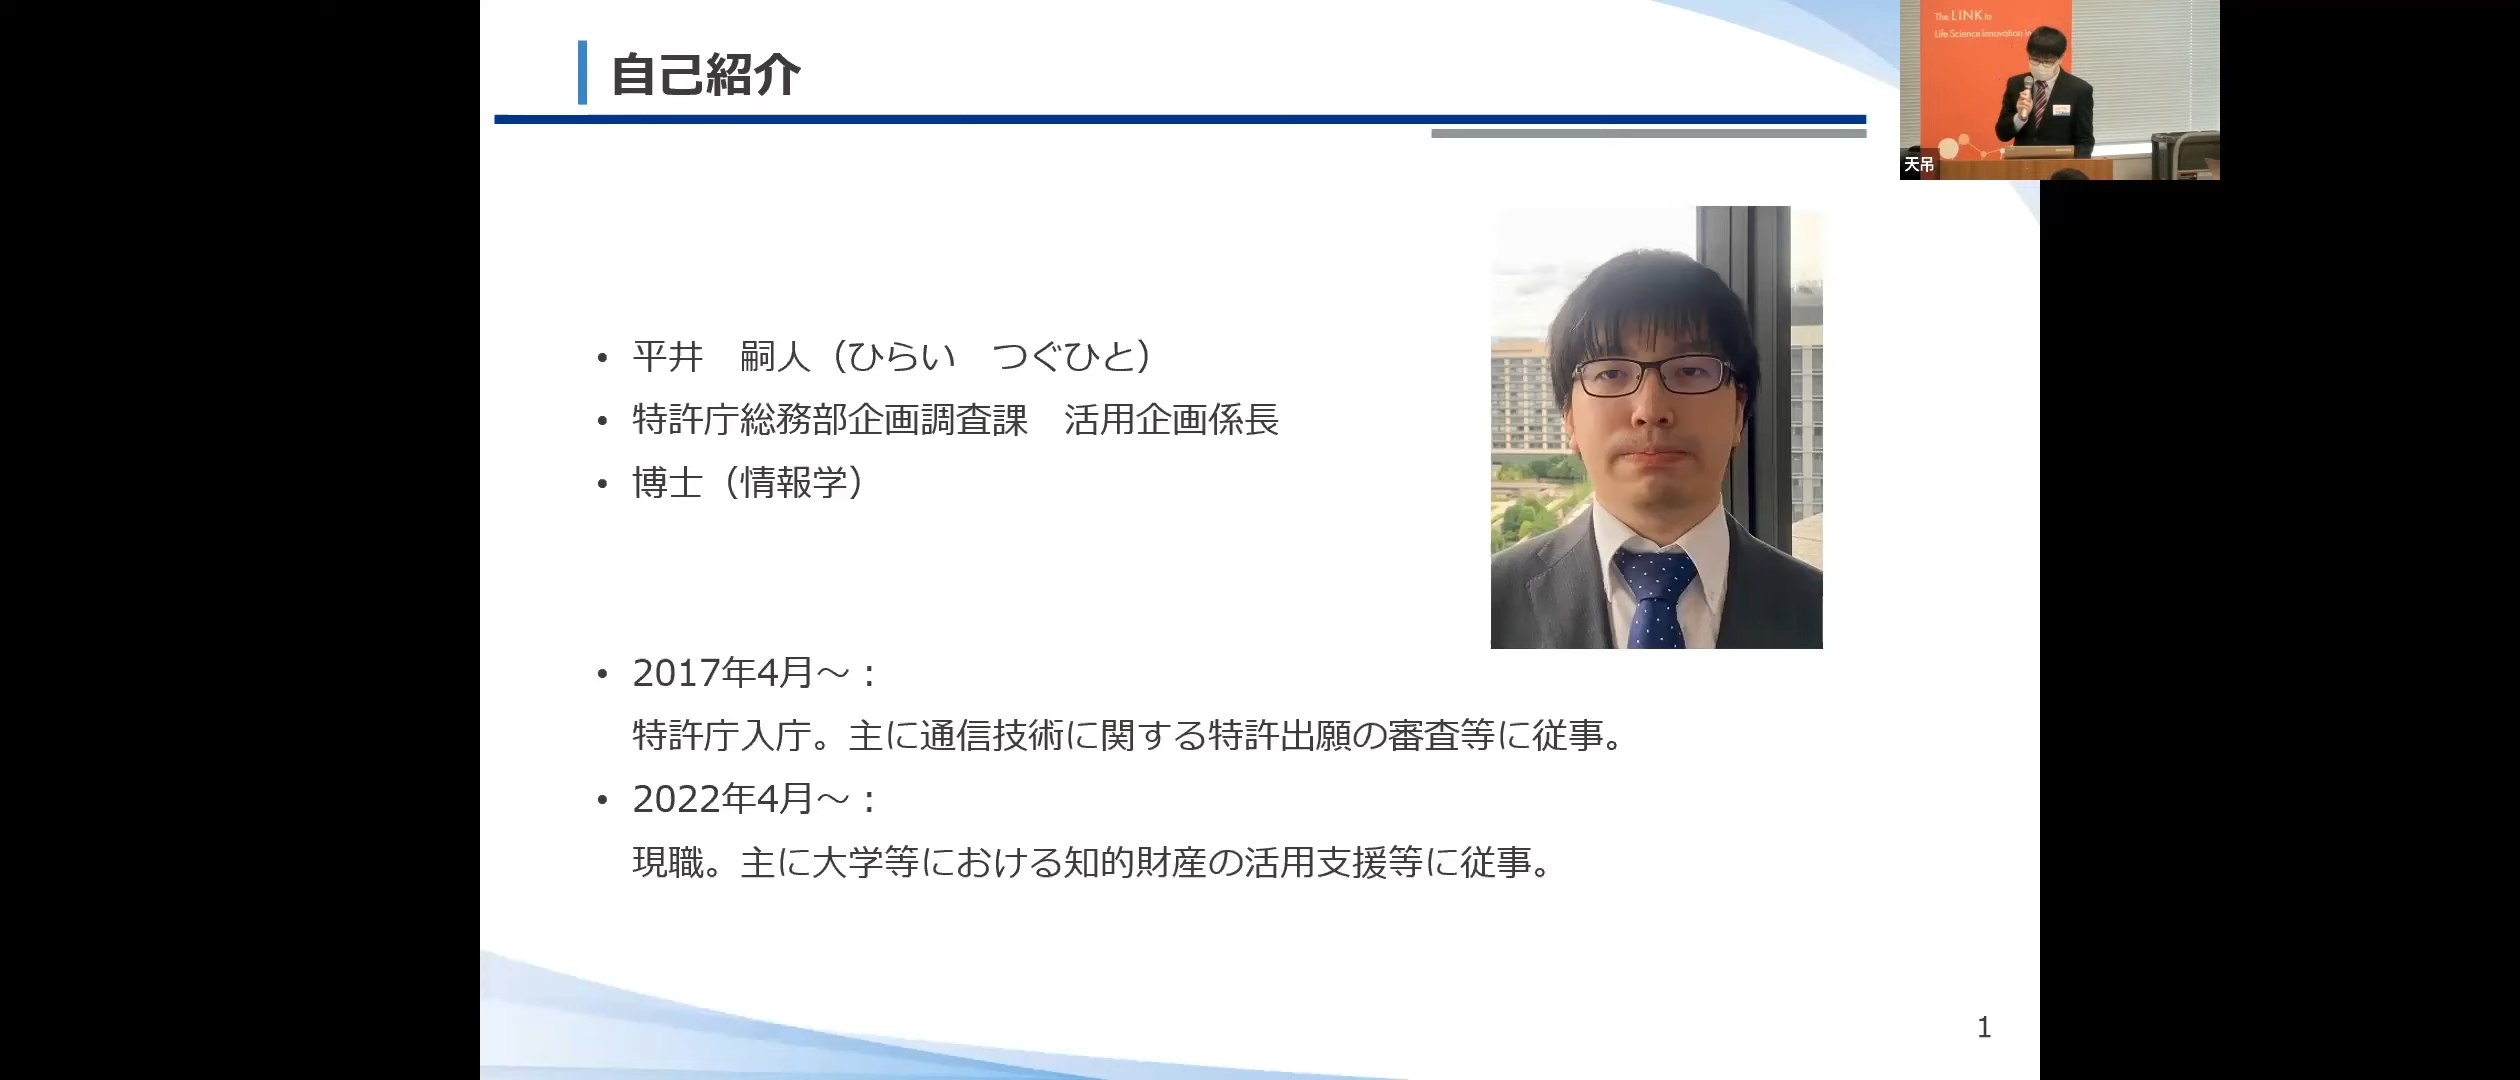 自己紹介
The LINK to
Life Science Innovation in
天吊
• 平井　嗣人（ひらい　つぐひと）
• 特許庁総務部企画調査課　活用企画係長
• 博士（情報学）
• 2017年4月～：
特許庁入庁。主に通信技術に関する特許出願の審査等に従事。
• 2022年4月～：
現職。主に大学等における知的財産の活用支援等に従事。
1